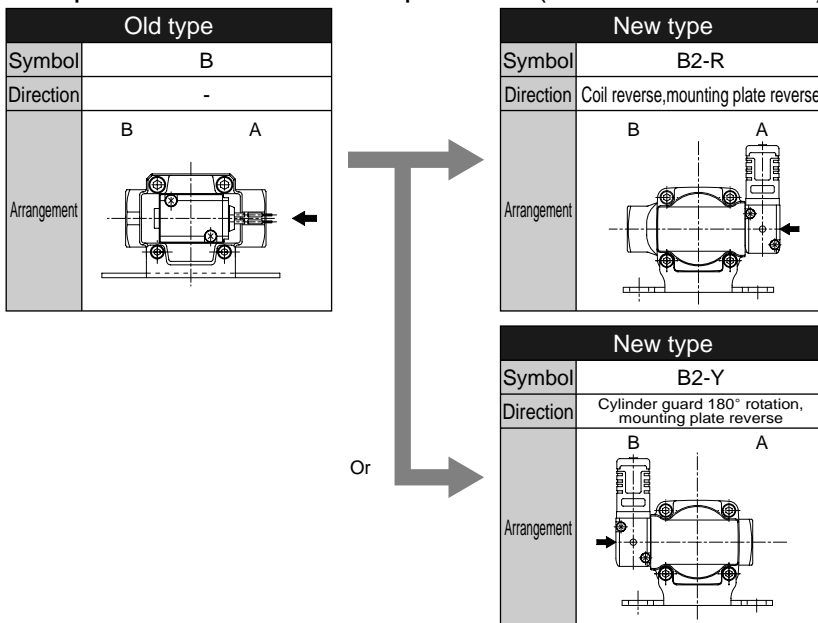 Old type
Symbol B
Direction -
Arrangement
B A
New type
Symbol B2-R
Direction Coil reverse,mounting plate reverse
Arrangement
B A
Or
New type
Symbol B2-Y
Direction Cylinder guard 180° rotation,
mounting plate reverse
Arrangement
B A